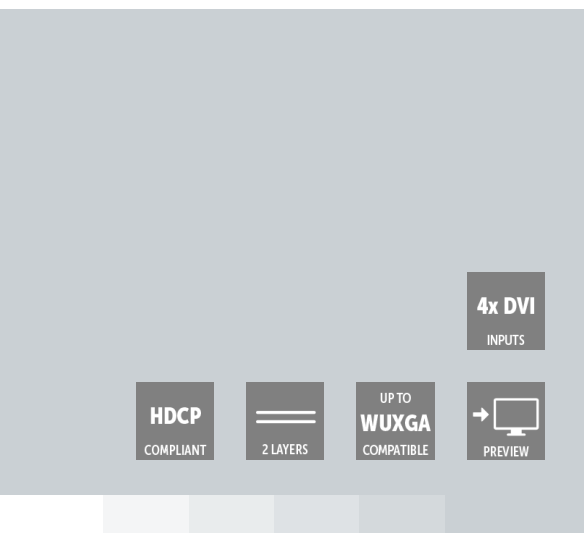 4x DVI
INPUTS
HDCP
COMPLIANT
2 LAYERS
UP TO
WUXGA
COMPATIBLE
PREVIEW